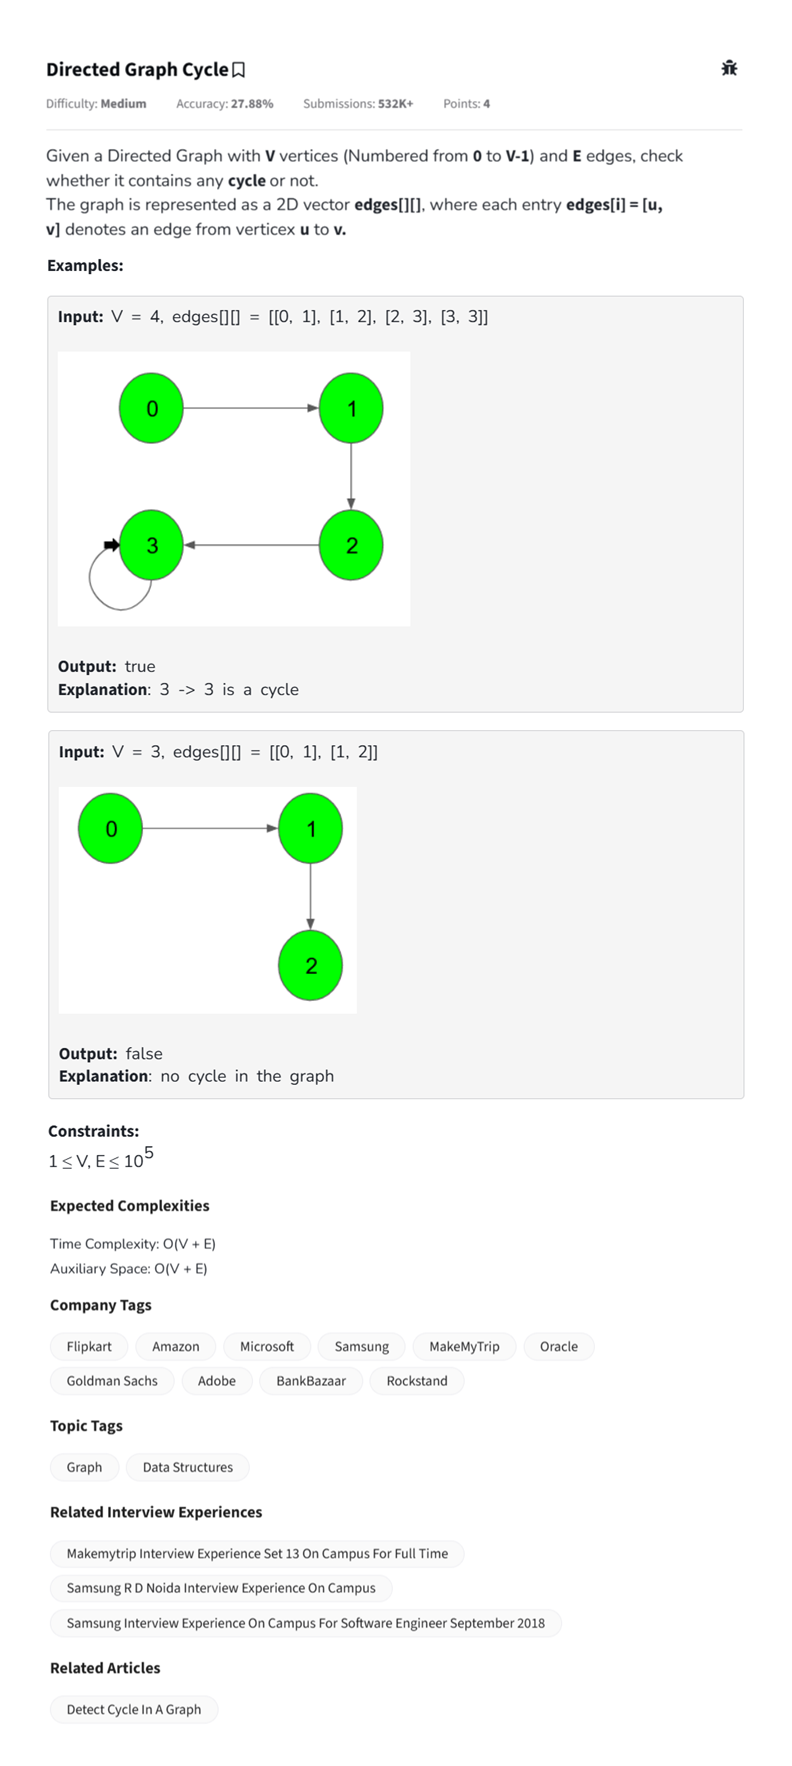 Directed Graph Cycle
Difficulty: Medium Accuracy: 27.88% Submissions: 532K+ Points: 4
Given a Directed Graph with V vertices (Numbered from 0 to V-1) and E edges, check
whether it contains any cycle or not.
The graph is represented as a 2D vector edges[][], where each entry edges[i] = [u,
v] denotes an edge from verticex u to v.
Examples:
Input: V = 4, edges[][] = [[0, 1], [1, 2], [2, 3], [3, 3]]
0 1
3 2
Output: true
Explanation: 3 -> 3 is a cycle
Input: V = 3, edges[][] = [[0, 1], [1, 2]]
0 1
2
Output: false
Explanation: no cycle in the graph
Constraints:
1 ≤ V, E ≤ 10⁵
Expected Complexities
Time Complexity: O(V + E)
Auxiliary Space: O(V + E)
Company Tags
Flipkart Amazon Microsoft Samsung MakeMyTrip Oracle
Goldman Sachs Adobe BankBazaar Rockstand
Topic Tags
Graph Data Structures
Related Interview Experiences
Makemytrip Interview Experience Set 13 On Campus For Full Time
Samsung R D Noida Interview Experience On Campus
Samsung Interview Experience On Campus For Software Engineer September 2018
Related Articles
Detect Cycle In A Graph